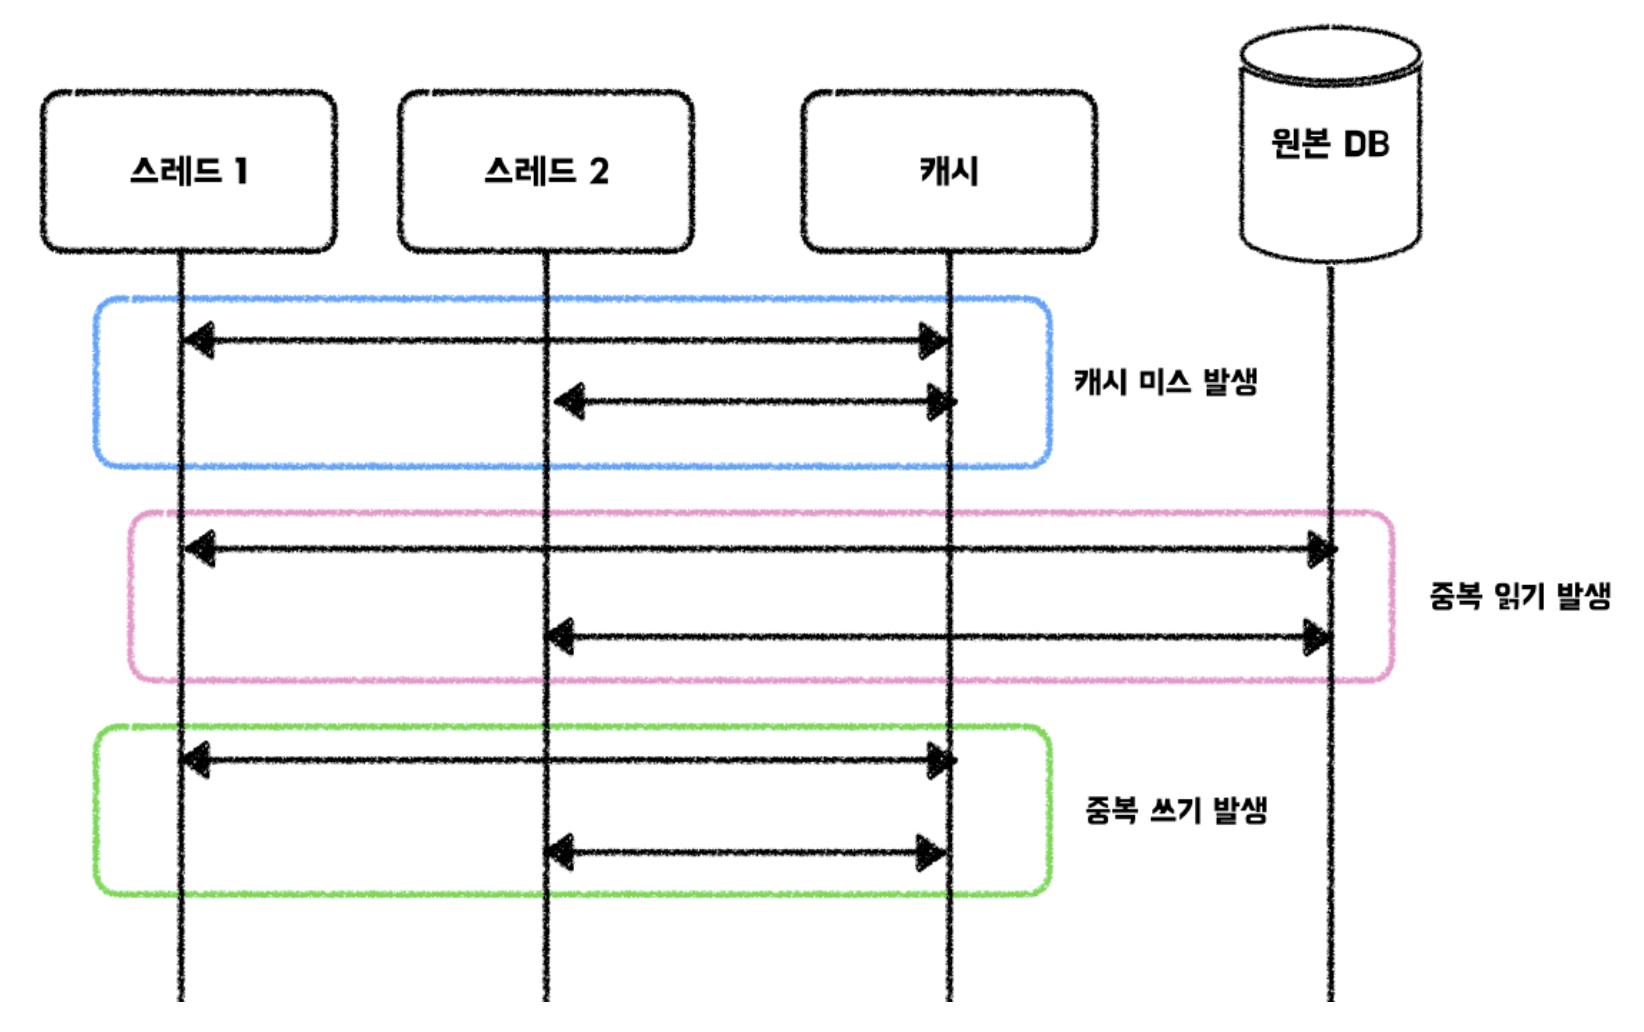 스레드 1
스레드 2
캐시
원본 DB
캐시 미스 발생
중복 읽기 발생
중복 쓰기 발생